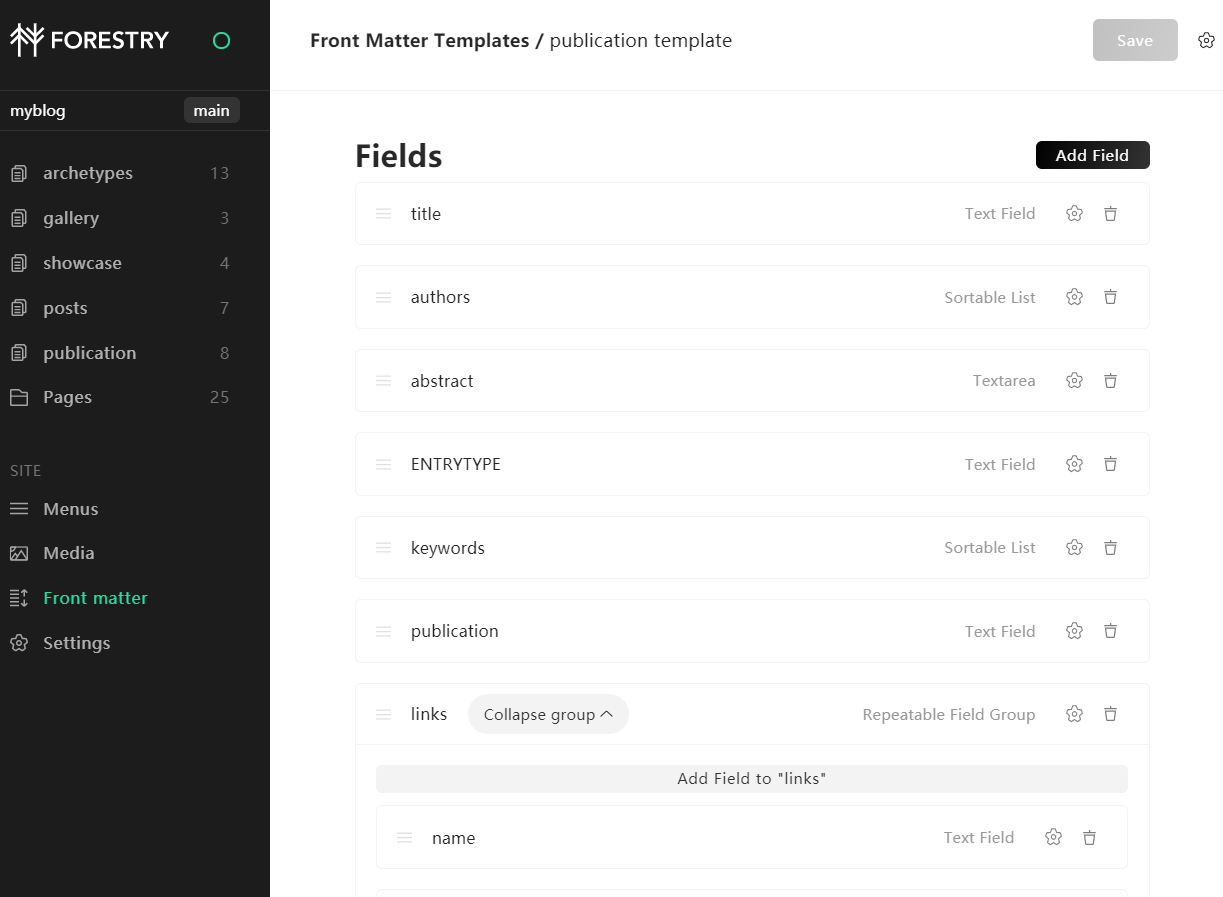 FORESTRY
Front Matter Templates / publication template
Save
myblog
main
archetypes 13
gallery 3
showcase 4
posts 7
publication 8
Pages 25
SITE
Menus
Media
Front matter
Settings
Fields
Add Field
title Text Field
authors Sortable List
abstract Textarea
ENTRYTYPE Text Field
keywords Sortable List
publication Text Field
links Collapse group Repeatable Field Group
Add Field to "links"
name Text Field